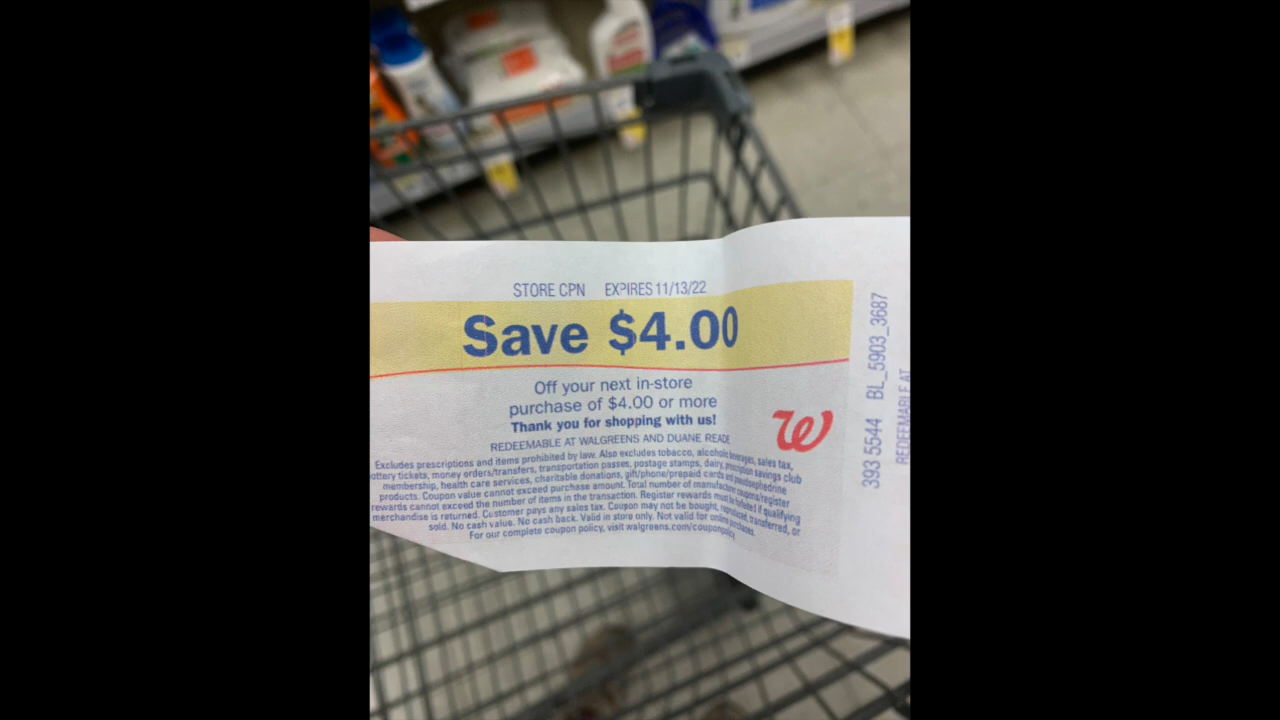 STORE CPN EXPIRES 11/13/22
Save $4.00
Off your next in-store
purchase of $4.00 or more
Thank you for shopping with us!
REDEEMABLE AT WALGREENS AND DUANE READE
Excludes prescriptions and items prohibited by law. Also excludes tobacco, alcoholic beverages, sales tax,
lottery tickets, money orders/transfers, transportation passes, postage stamps, dairy, prescription savings club
membership, health care services, charitable donations, gift/phone/prepaid cards and pseudoephedrine
products. Coupon value cannot exceed purchase amount. Total number of manufacturer coupons/register
rewards cannot exceed the number of items in the transaction. Register rewards must be forfeited if qualifying
merchandise is returned. Customer pays any sales tax. Coupon may not be bought, reproduced, transferred, or
sold. No cash value. No cash back. Valid in store only. Not valid for online purchases.
For our complete coupon policy, visit walgreens.com/couponpolicy
W
393 5544 BL_5903_3687
REDEEMABLE AT